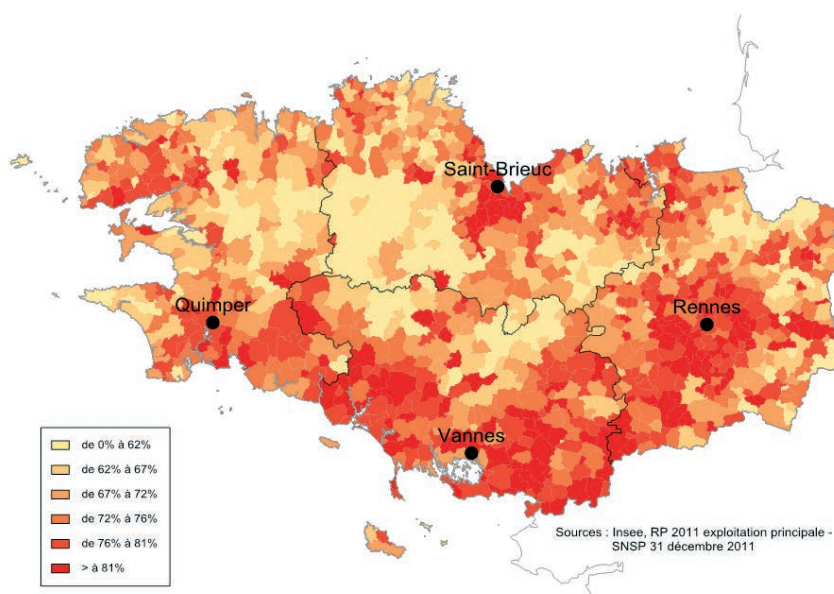 Saint-Brieuc
Quimper
Rennes
Vannes
de 0% à 62%
de 62% à 67%
de 67% à 72%
de 72% à 76%
de 76% à 81%
> à 81%
Sources : Insee, RP 2011 exploitation principale -
SNSP 31 décembre 2011